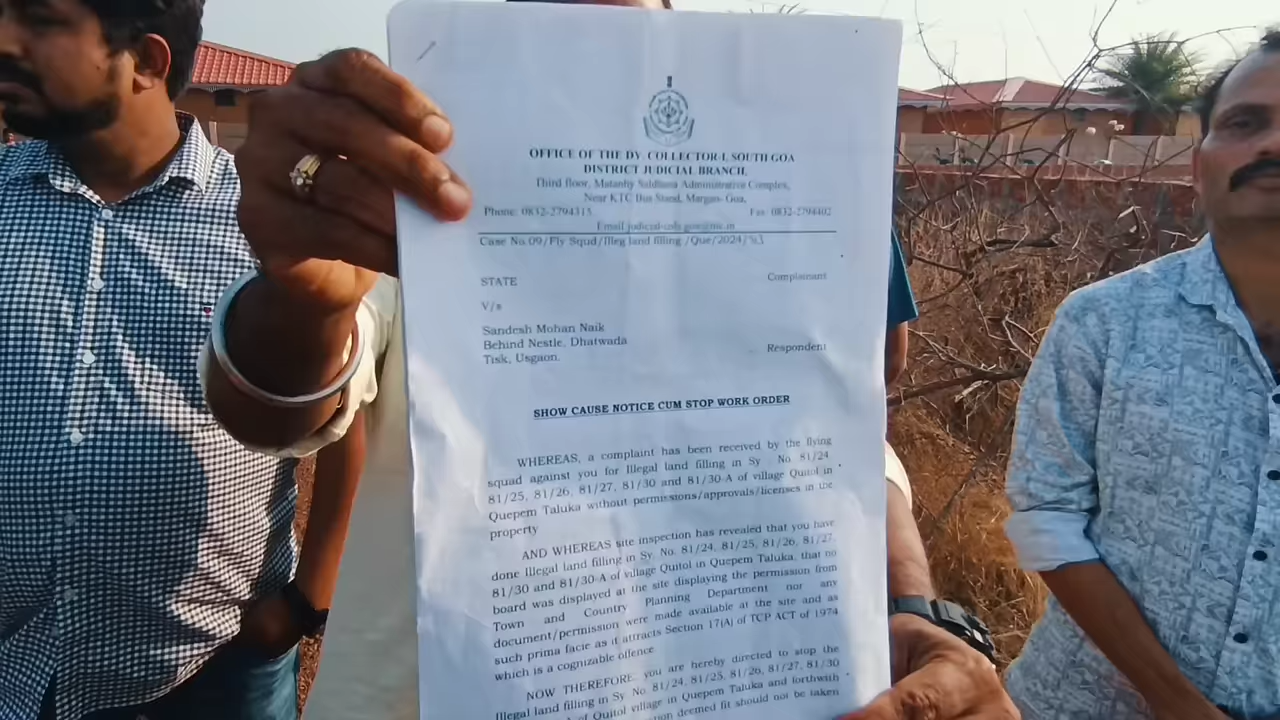 OFFICE OF THE DY. COLLECTOR-I, SOUTH GOA
DISTRICT JUDICIAL BRANCH,
Third floor, Matanhy Saldhana Administrative Complex,
Near KTC Bus Stand, Margao- Goa,
Phone: 0832-2794315 Fax: 0832-2794402
Case No.09/Fly Squd/Illeg land filling /Que/2024/
STATE Complainant
V/s
Sandesh Mohan Naik
Behind Nestle, Dhatwada
Tisk, Usgaon. Respondent
SHOW CAUSE NOTICE CUM STOP WORK ORDER
WHEREAS, a complaint has been received by the flying
squad against you for Illegal land filling in Sy. No. 81/24,
81/25, 81/26, 81/27, 81/30 and 81/30-A of village Quitol in
Quepem Taluka without permissions/approvals/licenses in the
property
AND WHEREAS site inspection has revealed that you have
done Illegal land filling in Sy. No. 81/24, 81/25, 81/26, 81/27,
81/30 and 81/30-A of village Quitol in Quepem Taluka, that no
board was displayed at the site displaying the permission from
Town and Country Planning Department nor any
document/permission were made available at the site and as
such prima facie as it attracts Section 17(A) of TCP ACT of 1974
which is a cognizable offence.
NOW THEREFORE, you are hereby directed to stop the
Illegal land filling in Sy No. 81/24, 81/25, 81/26, 81/27, 81/30
A of Quitol village in Quepem Taluka and forthwith
deemed fit should not be taken